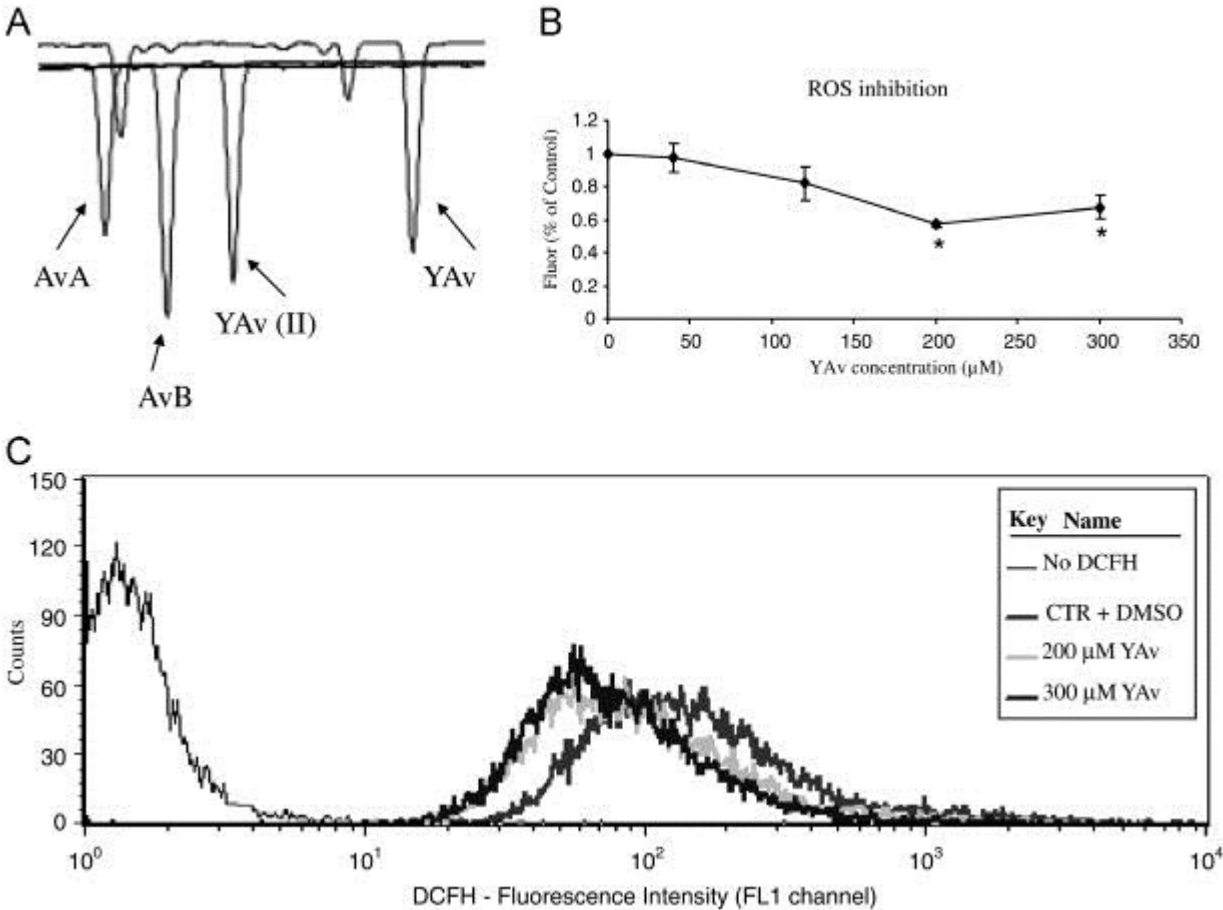 A
AvA
AvB
YAv (II)
YAv
B
ROS inhibition
Fluor (% of Control)
1.2
1
0.8
0.6
0.4
0.2
0
*
*
0 50 100 150 200 250 300 350
YAv concentration (µM)
C
Counts
150
120
90
60
30
0
Key Name
No DCFH
CTR + DMSO
200 µM YAv
300 µM YAv
10^0 10^1 10^2 10^3 10^4
DCFH - Fluorescence Intensity (FL1 channel)